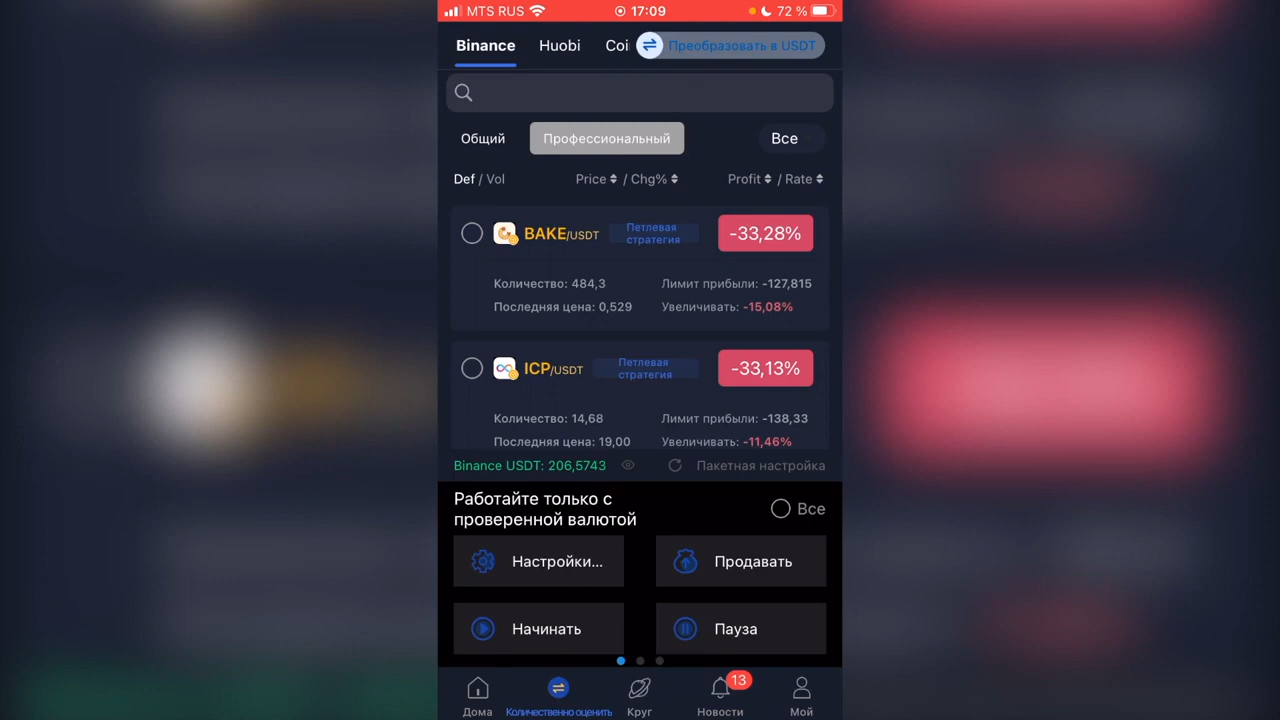 MTS RUS 17:09 72 %
Binance Huobi Coi Преобразовать в USDT
Общий Профессиональный Все
Def / Vol Price / Chg% Profit / Rate
BAKE/USDT Петлевая стратегия -33,28%
Количество: 484,3 Лимит прибыли: -127,815
Последняя цена: 0,529 Увеличивать: -15,08%
ICP/USDT Петлевая стратегия -33,13%
Количество: 14,68 Лимит прибыли: -138,33
Последняя цена: 19,00 Увеличивать: -11,46%
Binance USDT: 206,5743 Пакетная настройка
Работайте только с
проверенной валютой Все
Настройки... Продавать
Начинать Пауза
13
Дома Количественно оценить Круг Новости Мой